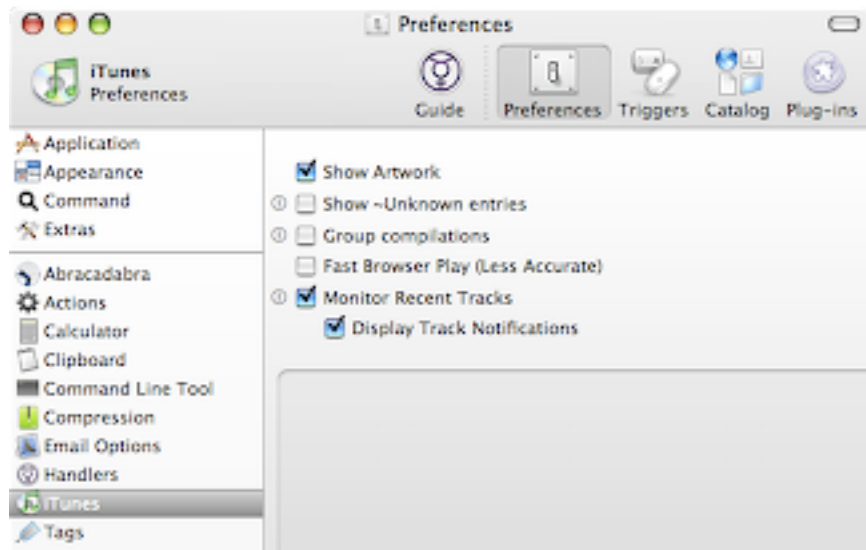 Preferences
iTunes
Preferences
Guide
Preferences
Triggers
Catalog
Plug-ins
Application
Appearance
Command
Extras
Abracadabra
Actions
Calculator
Clipboard
Command Line Tool
Compression
Email Options
Handlers
iTunes
Tags
Show Artwork
Show ~Unknown entries
Group compilations
Fast Browser Play (Less Accurate)
Monitor Recent Tracks
Display Track Notifications